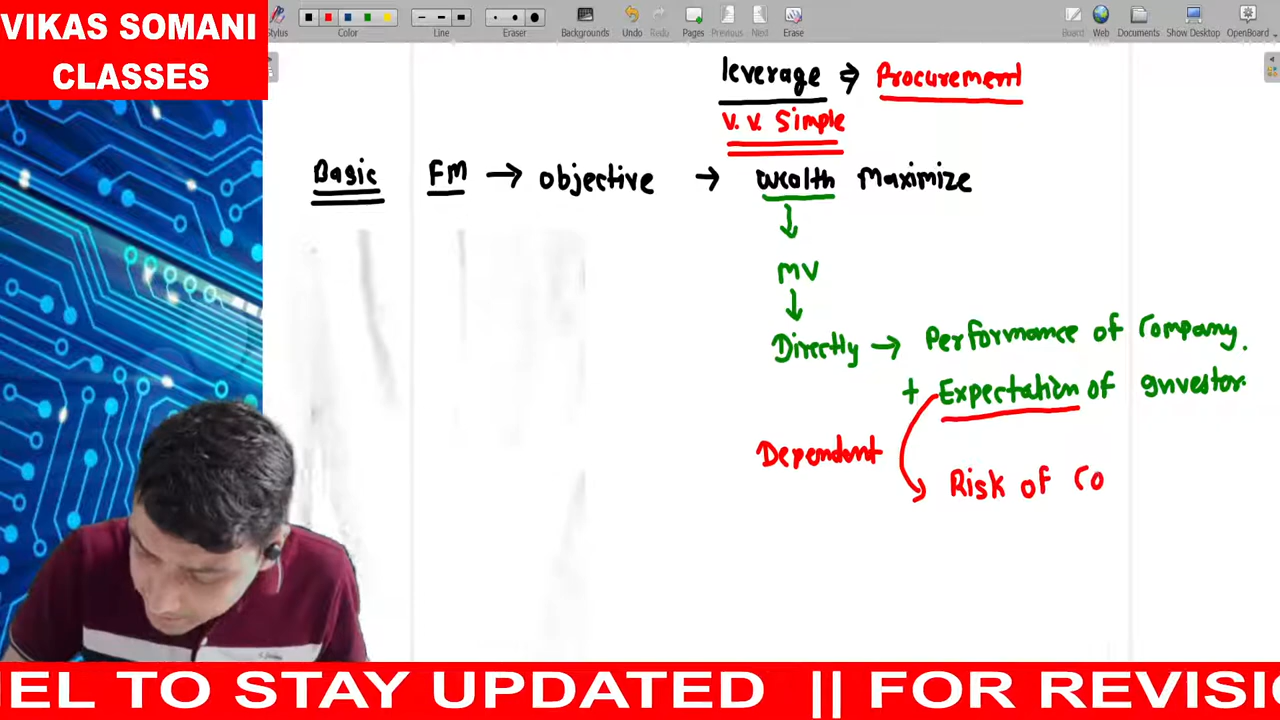 VIKAS SOMANI
CLASSES
Stylus
Color
Line
Eraser
Backgrounds
Undo
Redo
Pages
Previous
Next
Erase
Board
Web
Documents
Show Desktop
OpenBoard
leverage ⇒ Procurement
V. V. Simple
Basic FM → objective → Wealth Maximize
↓
MV
↓
Directly → Performance of Company.
+ Expectation of Investor.
Dependent
Risk of Co
NEL TO STAY UPDATED || FOR REVISI